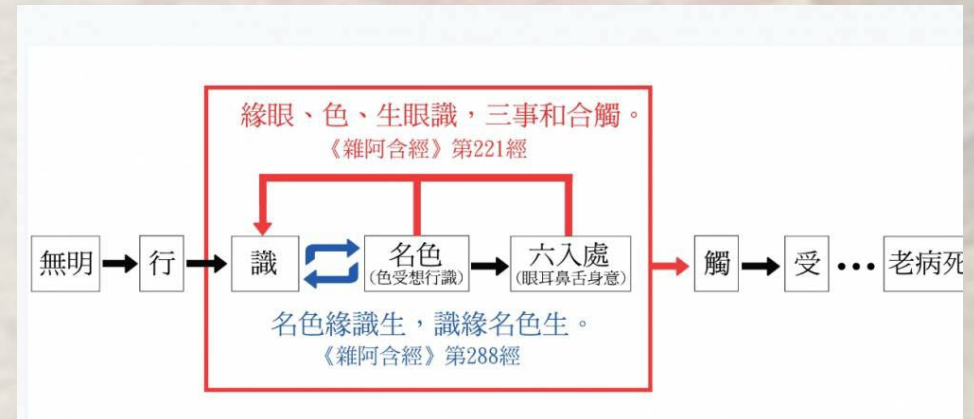 緣眼、色、生眼識，三事和合觸。
《雜阿含經》第221經
無明 行 識 名色 六入處 觸 受 ••• 老病死
(色受想行識) (眼耳鼻舌身意)
名色緣識生，識緣名色生。
《雜阿含經》第288經